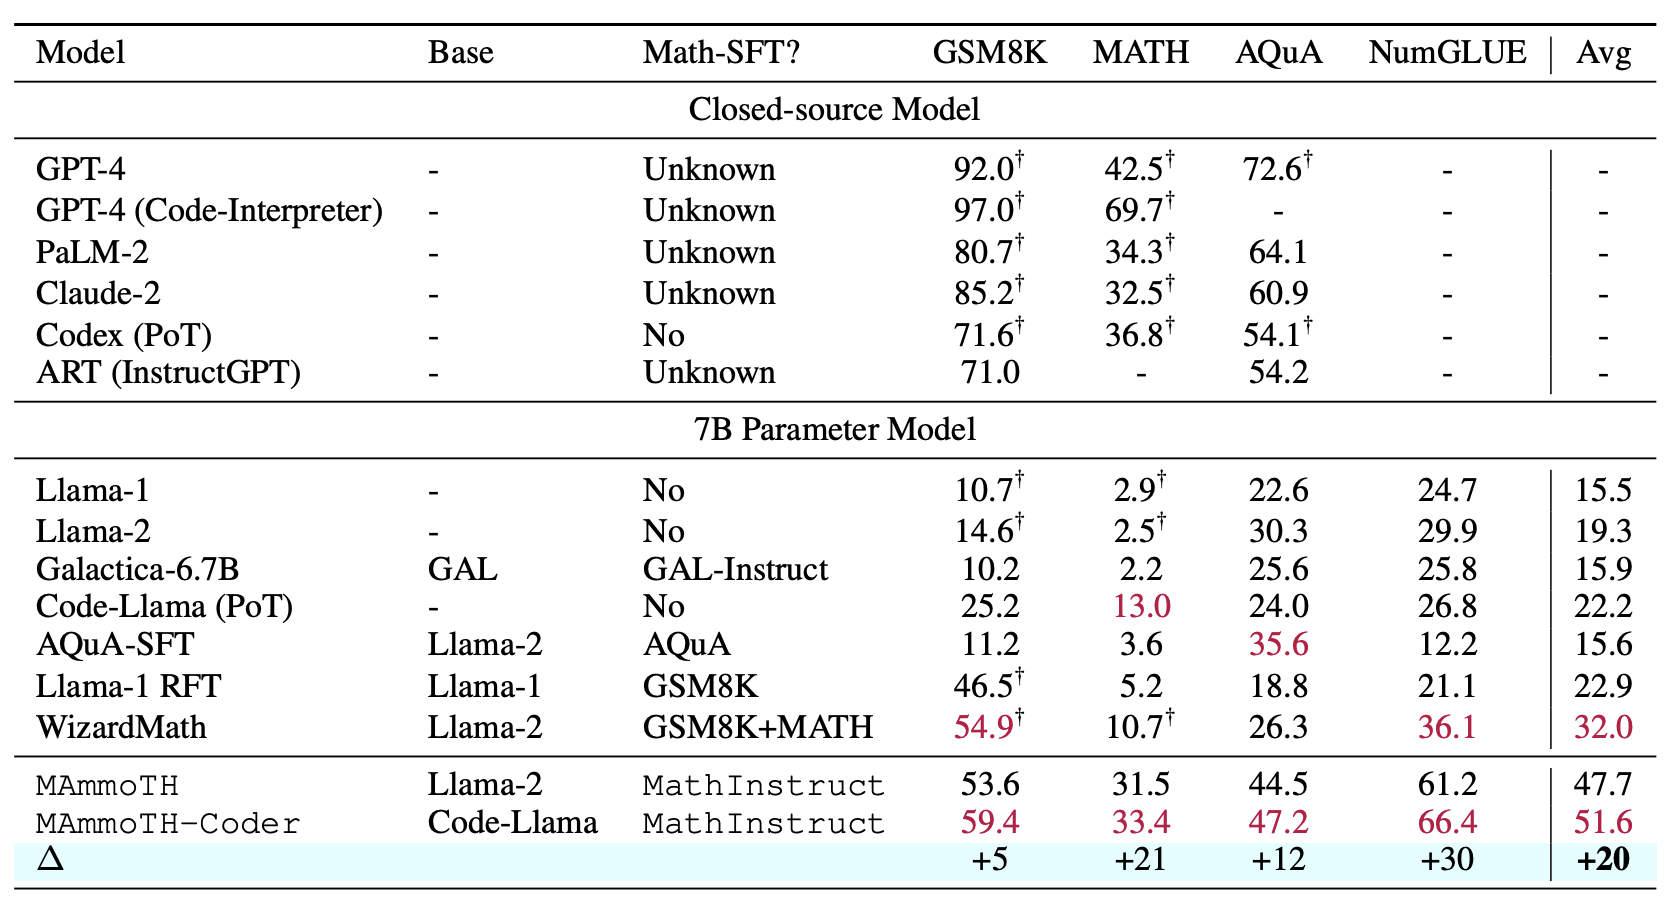 Model Base Math-SFT? GSM8K MATH AQuA NumGLUE Avg
Closed-source Model
GPT-4 - Unknown 92.0† 42.5† 72.6† - -
GPT-4 (Code-Interpreter) - Unknown 97.0† 69.7† - - -
PaLM-2 - Unknown 80.7† 34.3† 64.1 - -
Claude-2 - Unknown 85.2† 32.5† 60.9 - -
Codex (PoT) - No 71.6† 36.8† 54.1† - -
ART (InstructGPT) - Unknown 71.0 - 54.2 - -
7B Parameter Model
Llama-1 - No 10.7† 2.9† 22.6 24.7 15.5
Llama-2 - No 14.6† 2.5† 30.3 29.9 19.3
Galactica-6.7B GAL GAL-Instruct 10.2 2.2 25.6 25.8 15.9
Code-Llama (PoT) - No 25.2 13.0 24.0 26.8 22.2
AQuA-SFT Llama-2 AQuA 11.2 3.6 35.6 12.2 15.6
Llama-1 RFT Llama-1 GSM8K 46.5† 5.2 18.8 21.1 22.9
WizardMath Llama-2 GSM8K+MATH 54.9† 10.7† 26.3 36.1 32.0
MAmmoTH Llama-2 MathInstruct 53.6 31.5 44.5 61.2 47.7
MAmmoTH-Coder Code-Llama MathInstruct 59.4 33.4 47.2 66.4 51.6
Δ +5 +21 +12 +30 +20